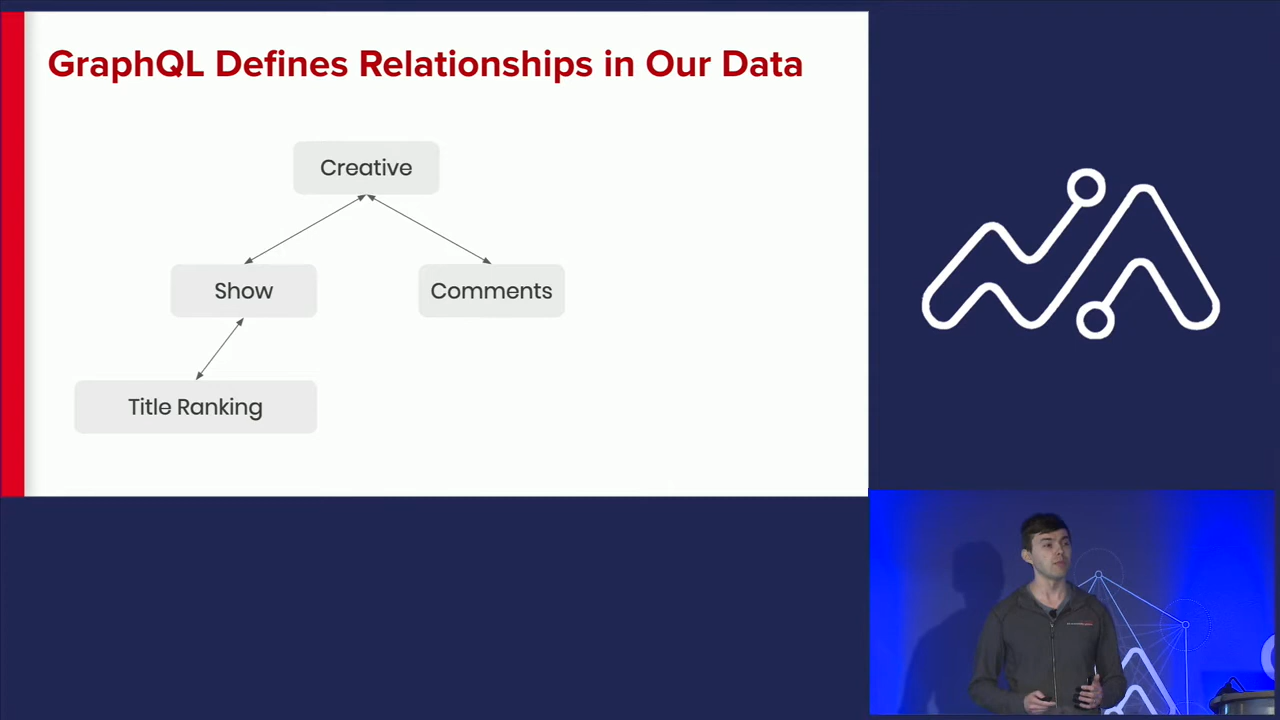 GraphQL Defines Relationships in Our Data
Creative
Show
Comments
Title Ranking